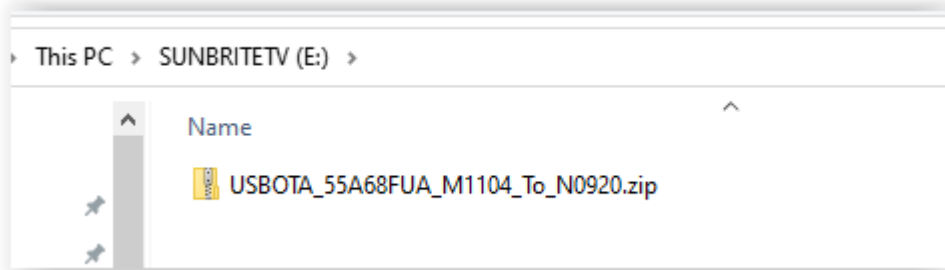 This PC > SUNBRITETV (E:) >
Name
USBOTA_55A68FUA_M1104_To_N0920.zip